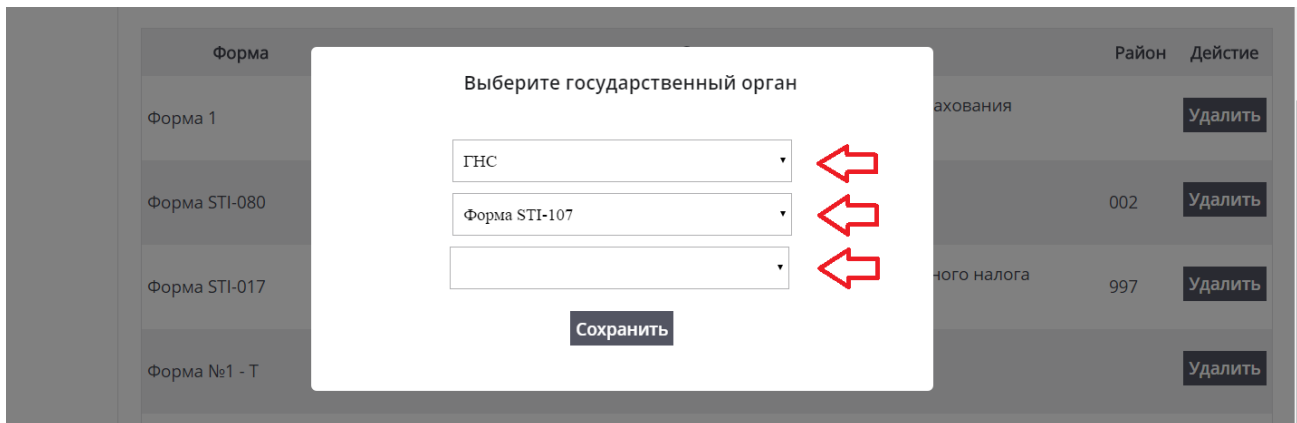 Форма Район Дейстие
Выберите государственный орган
Форма 1 ахования Удалить
ГНС
Форма STI-080 002 Удалить
Форма STI-107
Форма STI-017 ного налога 997 Удалить
Сохранить
Форма №1 - Т Удалить